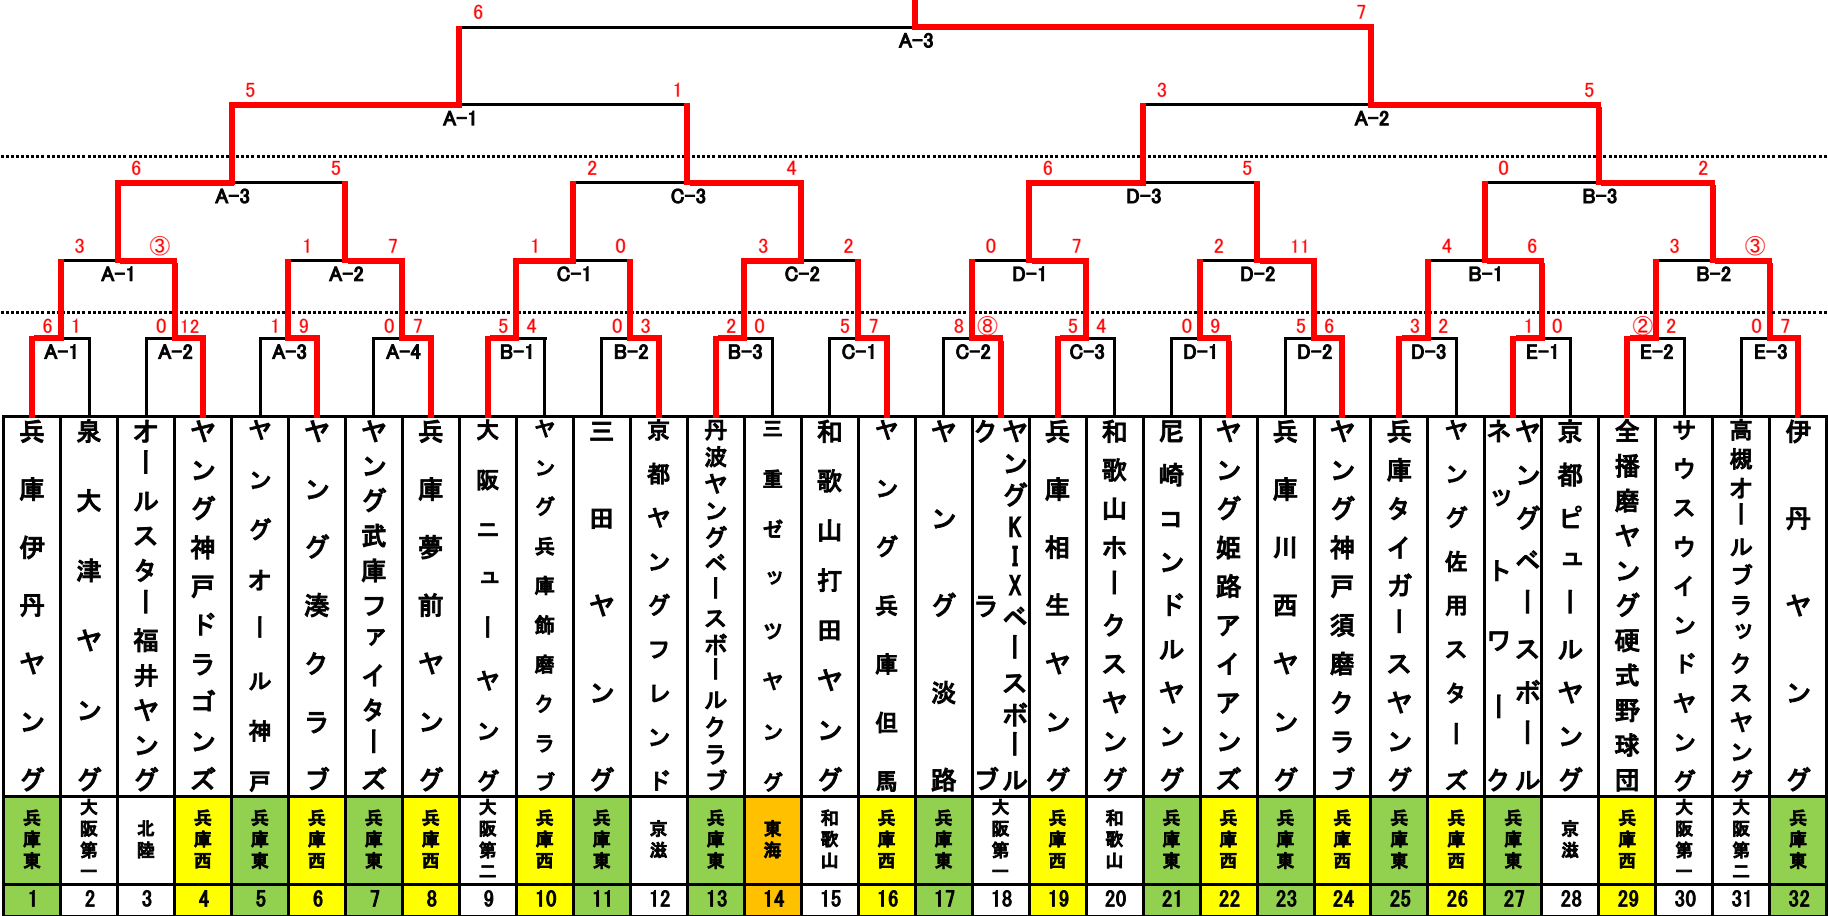 6 7
A-3
5 1 3 5
A-1 A-2
6 5 2 4 6 5 0 2
A-3 C-3 D-3 B-3
3 ③ 1 7 1 0 3 2 0 7 2 11 4 6 3 ③
A-1 A-2 C-1 C-2 D-1 D-2 B-1 B-2
6 1 0 12 1 9 0 7 5 4 0 3 2 0 5 7 8 ⑧ 5 4 0 9 5 6 3 2 1 0 ② 2 0 7
A-1 A-2 A-3 A-4 B-1 B-2 B-3 C-1 C-2 C-3 D-1 D-2 D-3 E-1 E-2 E-3
兵庫伊丹ヤング
泉大津ヤング
オールスター福井ヤング
ヤング神戸ドラゴンズ
ヤングオール神戸
ヤング湊クラブ
ヤング武庫ファイターズ
兵庫夢前ヤング
大阪ニューヤング
ヤング兵庫飾磨クラブ
三田ヤング
京都ヤングフレンド
丹波ヤングベースボールクラブ
三重ゼッツヤング
和歌山打田ヤング
ヤング兵庫但馬
ヤング淡路
ヤングKIXベースボール
クラブ
兵庫相生ヤング
和歌山ホークスヤング
尼崎コンドルヤング
ヤング姫路アイアンズ
兵庫川西ヤング
ヤング神戸須磨クラブ
兵庫タイガースヤング
ヤング佐用スターズ
ヤングベースボール
ネットワーク
京都ピュールヤング
全播磨ヤング硬式野球団
サウスウインドヤング
高槻オールブラックスヤング
伊丹ヤング
兵庫東
大阪第一
北陸
兵庫西
兵庫東
兵庫西
兵庫東
兵庫西
大阪第二
兵庫西
兵庫東
京滋
兵庫東
東海
和歌山
兵庫西
兵庫東
大阪第一
兵庫西
和歌山
兵庫東
兵庫西
兵庫東
兵庫西
兵庫東
兵庫西
兵庫東
京滋
兵庫西
大阪第一
大阪第二
兵庫東
1 2 3 4 5 6 7 8 9 10 11 12 13 14 15 16 17 18 19 20 21 22 23 24 25 26 27 28 29 30 31 32